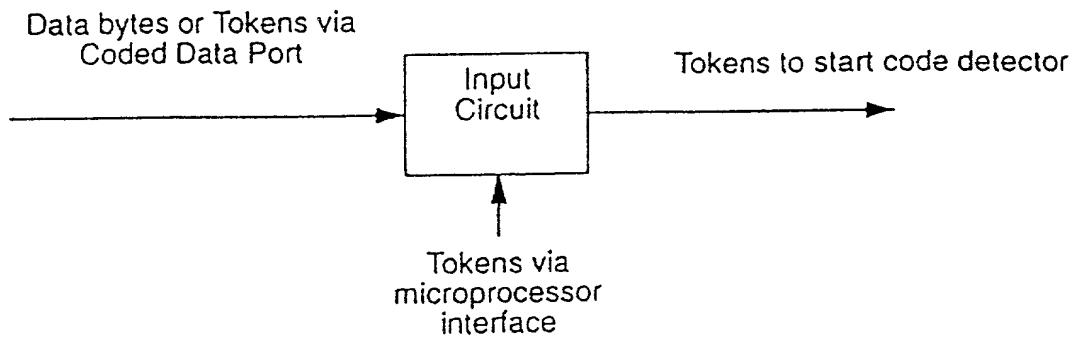 Data bytes or Tokens via
Coded Data Port
Input
Circuit
Tokens to start code detector
Tokens via
microprocessor
interface